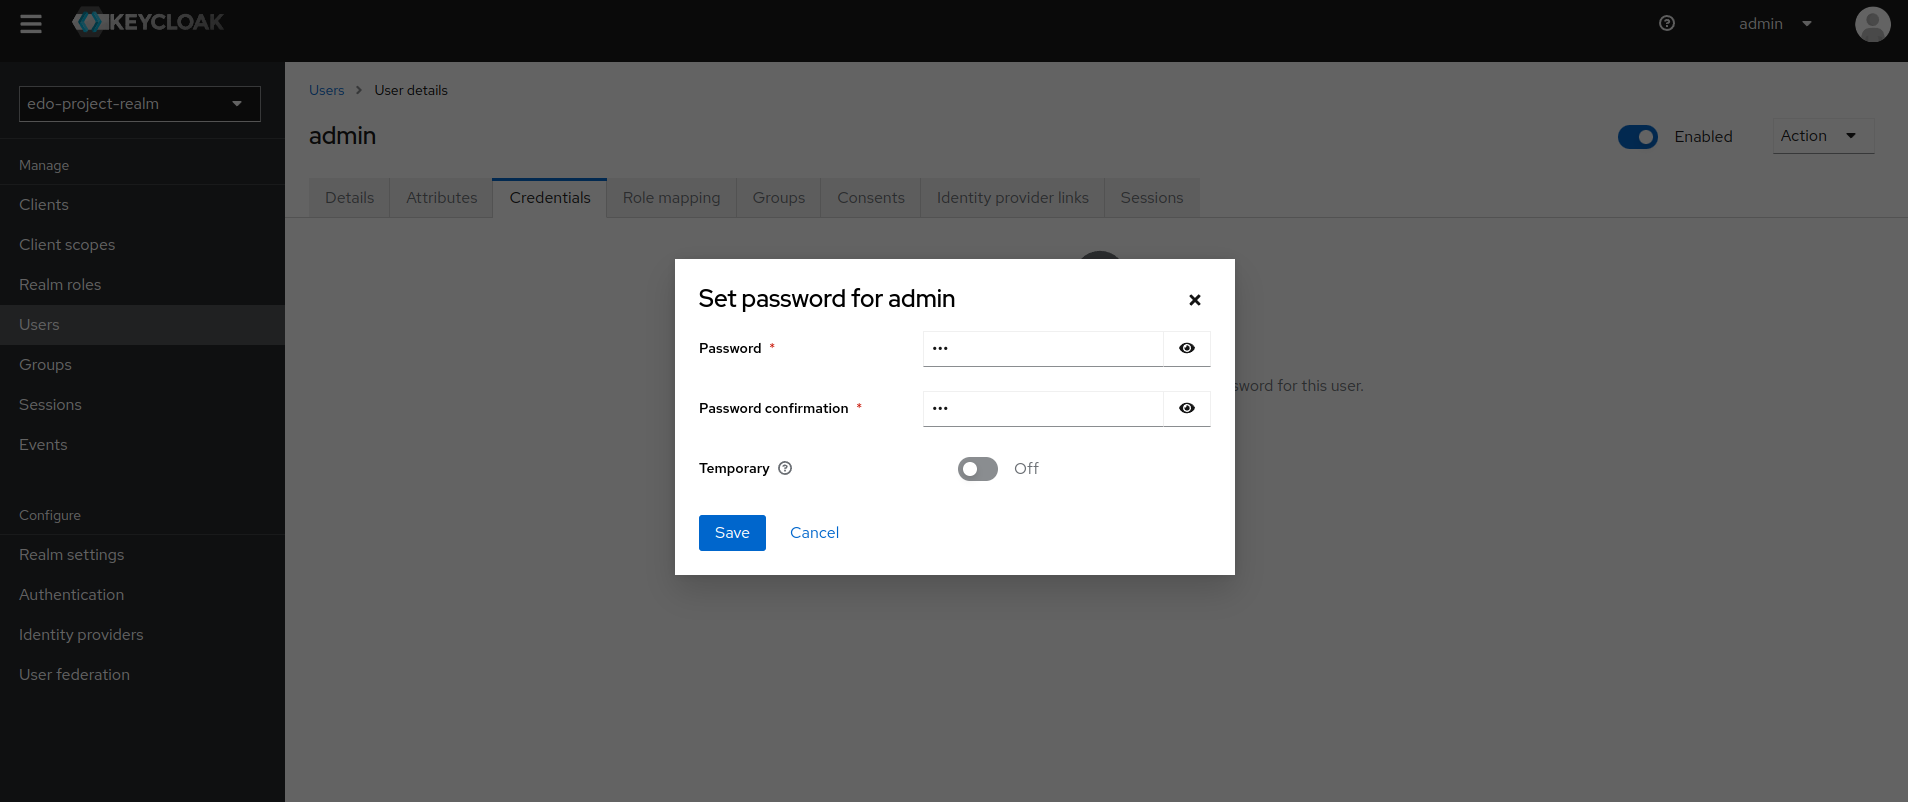 KEYCLOAK
admin
edo-project-realm
Manage
Clients
Client scopes
Realm roles
Users
Groups
Sessions
Events
Configure
Realm settings
Authentication
Identity providers
User federation
Users > User details
admin
Enabled
Action
Details Attributes Credentials Role mapping Groups Consents Identity provider links Sessions
for this user.
Set password for admin
Password *
•••
Password confirmation *
•••
Temporary
Off
Save Cancel